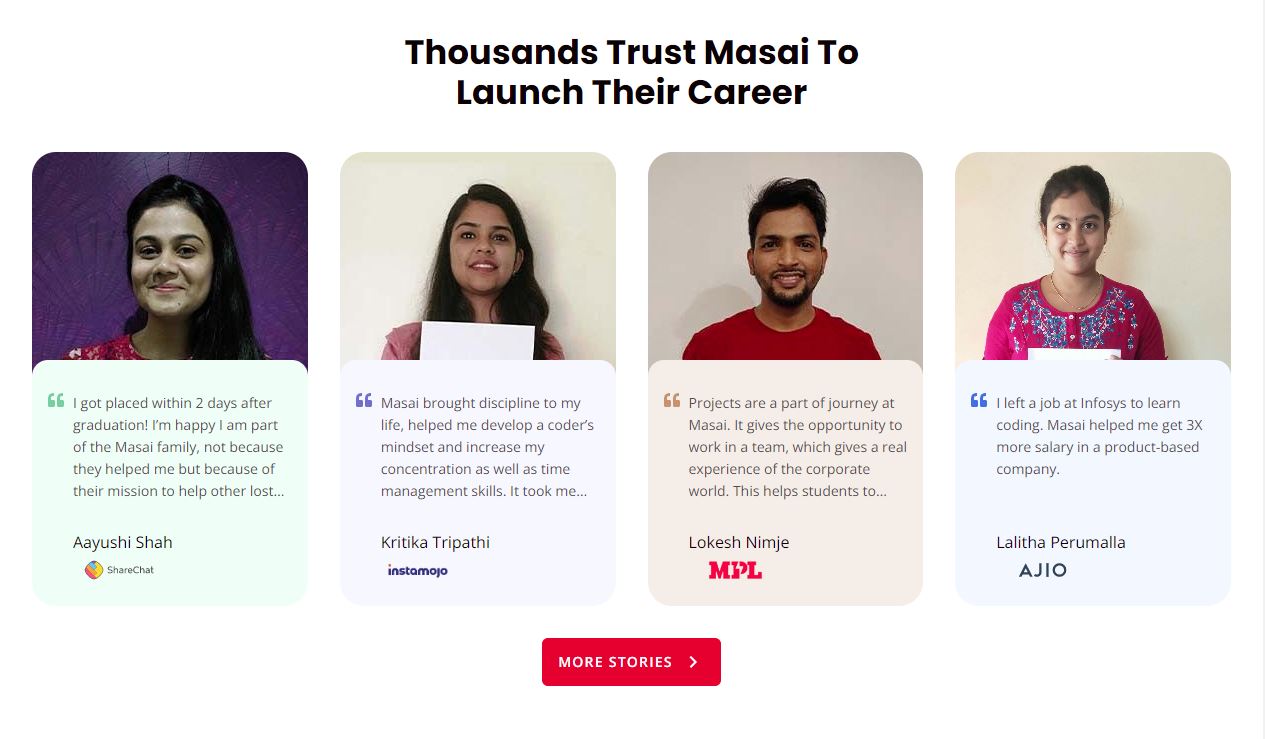 Thousands Trust Masai To
Launch Their Career
I got placed within 2 days after
graduation! I’m happy I am part
of the Masai family, not because
they helped me but because of
their mission to help other lost...
Aayushi Shah
ShareChat
Masai brought discipline to my
life, helped me develop a coder’s
mindset and increase my
concentration as well as time
management skills. It took me...
Kritika Tripathi
instamojo
Projects are a part of journey at
Masai. It gives the opportunity to
work in a team, which gives a real
experience of the corporate
world. This helps students to...
Lokesh Nimje
MPL
I left a job at Infosys to learn
coding. Masai helped me get 3X
more salary in a product-based
company.
Lalitha Perumalla
AJIO
MORE STORIES